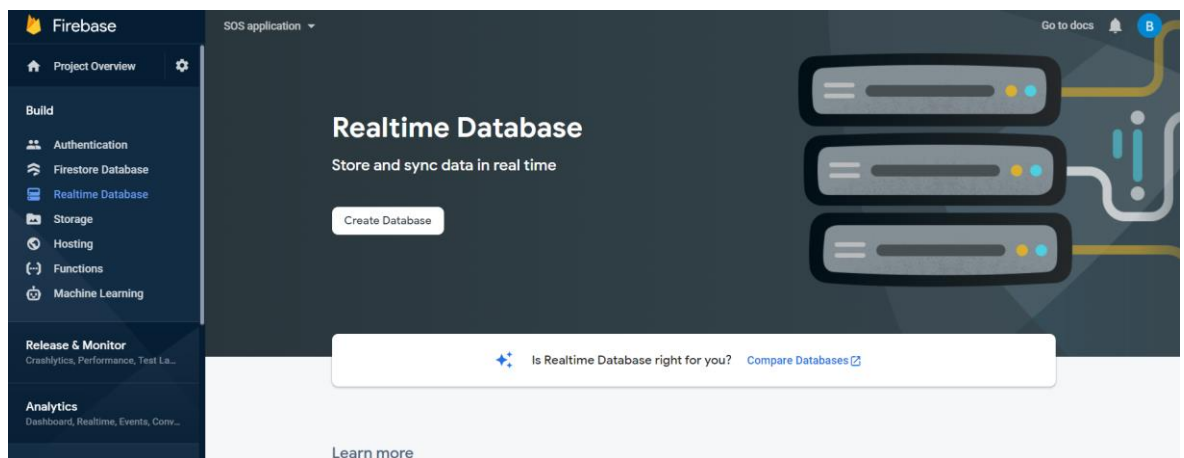 Firebase
Project Overview
Build
Authentication
Firestore Database
Realtime Database
Storage
Hosting
Functions
Machine Learning
Release & Monitor
Crashlytics, Performance, Test La...
Analytics
Dashboard, Realtime, Events, Conv...
SOS application
Go to docs
B
Realtime Database
Store and sync data in real time
Create Database
Is Realtime Database right for you? Compare Databases
Learn more